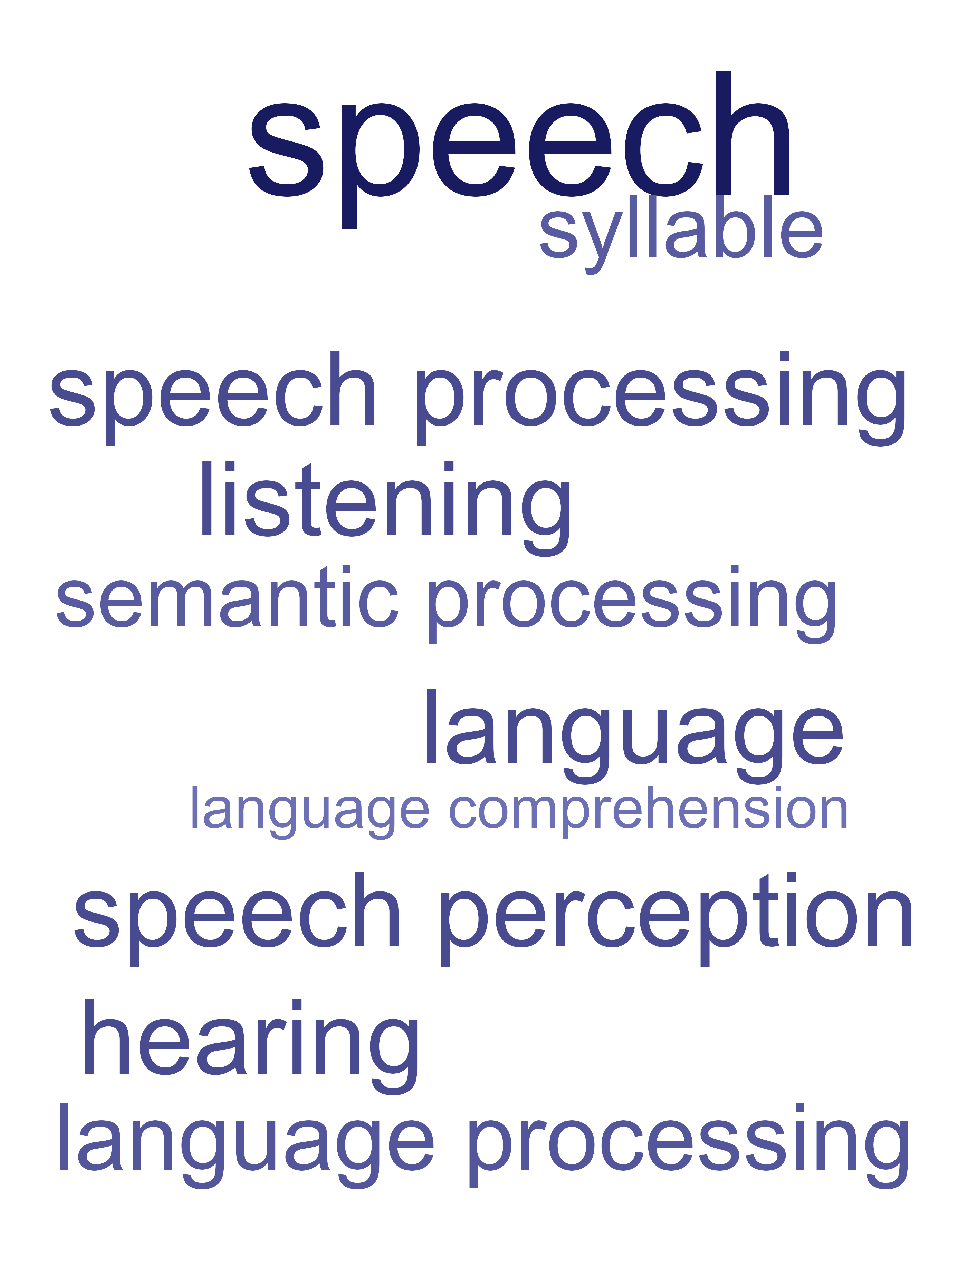 speech
syllable
speech processing
listening
semantic processing
language
language comprehension
speech perception
hearing
language processing